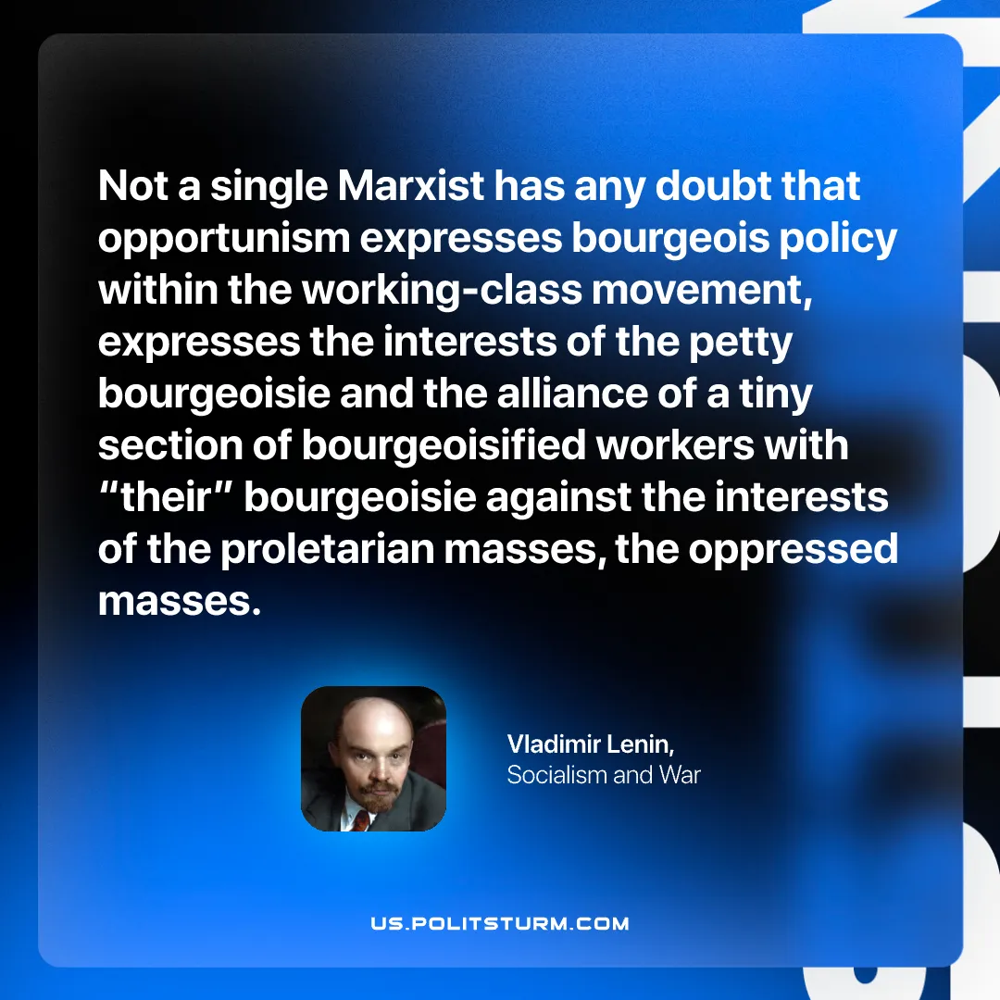 Not a single Marxist has any doubt that
opportunism expresses bourgeois policy
within the working-class movement,
expresses the interests of the petty
bourgeoisie and the alliance of a tiny
section of bourgeoisified workers with
“their” bourgeoisie against the interests
of the proletarian masses, the oppressed
masses.
Vladimir Lenin,
Socialism and War
US.POLITSTURM.COM